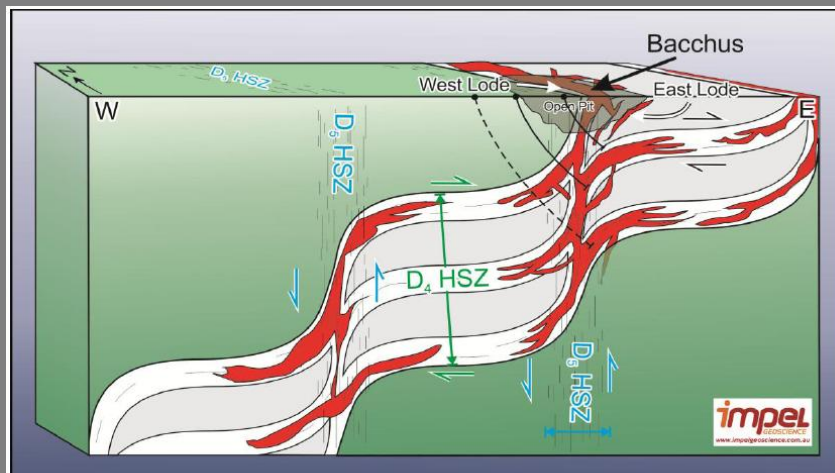 Bacchus
N
D₅ HSZ
West Lode
East Lode
Open Pit
W
E
D₅ HSZ
D₄ HSZ
D₅ HSZ
impel
GEOSCIENCE
www.impelgeoscience.com.au